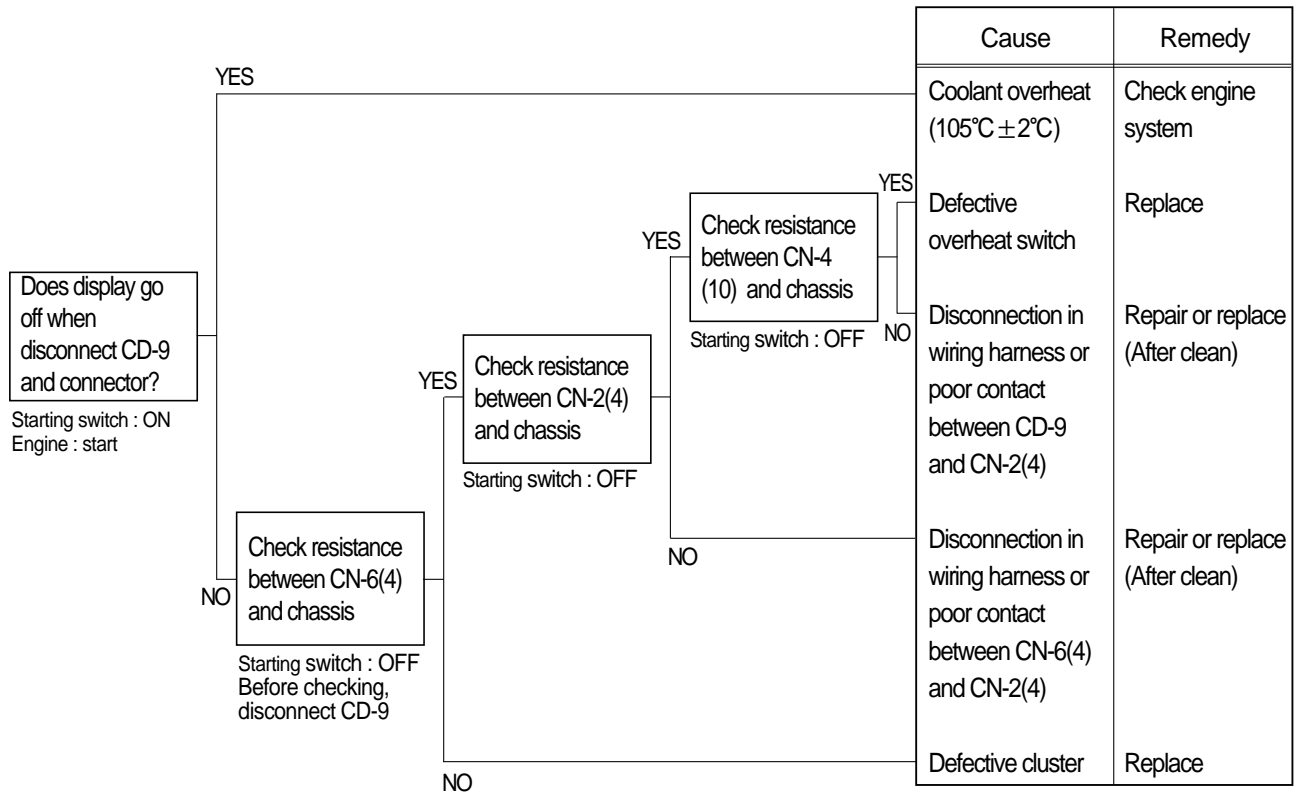 Cause
Remedy
YES
Coolant overheat
(105℃±2℃)
Check engine
system
YES
Defective
overheat switch
Replace
YES
Check resistance
between CN-4
(10) and chassis
Starting switch : OFF
NO
Disconnection in
wiring harness or
poor contact
between CD-9
and CN-2(4)
Repair or replace
(After clean)
Does display go
off when
disconnect CD-9
and connector?
Starting switch : ON
Engine : start
YES
Check resistance
between CN-2(4)
and chassis
Starting switch : OFF
NO
Disconnection in
wiring harness or
poor contact
between CN-6(4)
and CN-2(4)
Repair or replace
(After clean)
NO
Check resistance
between CN-6(4)
and chassis
Starting switch : OFF
Before checking,
disconnect CD-9
NO
Defective cluster
Replace